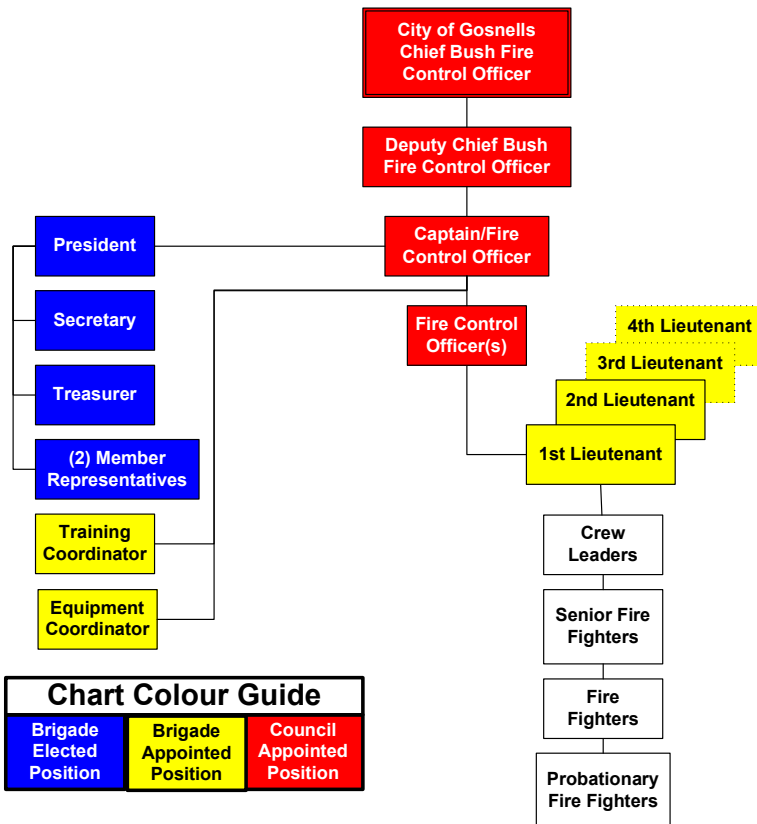 City of Gosnells
Chief Bush Fire
Control Officer
Deputy Chief Bush
Fire Control Officer
President
Captain/Fire
Control Officer
Secretary
Fire Control
Officer(s)
4th Lieutenant
3rd Lieutenant
2nd Lieutenant
1st Lieutenant
Treasurer
(2) Member
Representatives
Training
Coordinator
Equipment
Coordinator
Crew
Leaders
Senior Fire
Fighters
Fire
Fighters
Probationary
Fire Fighters
Chart Colour Guide
Brigade
Elected
Position
Brigade
Appointed
Position
Council
Appointed
Position